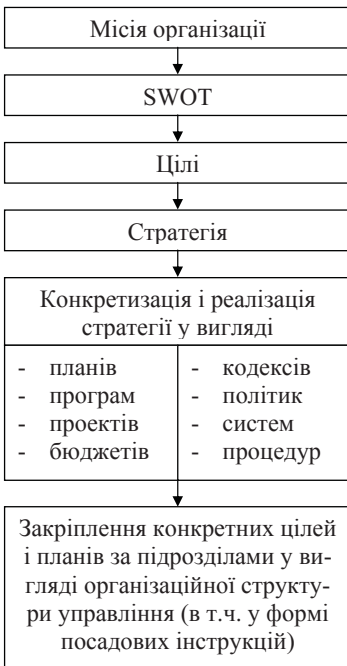 Місія організації
SWOT
Цілі
Стратегія
Конкретизація і реалізація
стратегії у вигляді
- планів
- програм
- проектів
- бюджетів
- кодексів
- політик
- систем
- процедур
Закріплення конкретних цілей
і планів за підрозділами у ви-
гляді організаційної структу-
ри управління (в т.ч. у формі
посадових інструкцій)